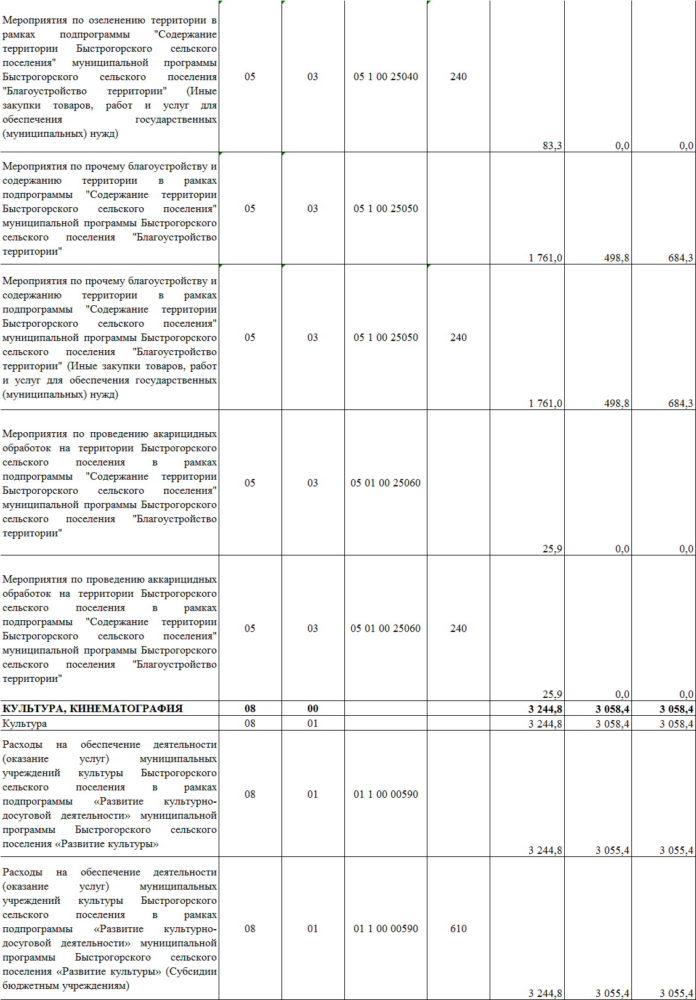 Мероприятия по озеленению территории в
рамках подпрограммы "Содержание
территории Быстрогорского сельского
поселения" муниципальной программы
Быстрогорского сельского поселения
"Благоустройство территории" (Иные
закупки товаров, работ и услуг для
обеспечения государственных
(муниципальных) нужд)
05 03 05 1 00 25040 240
83,3 0,0 0,0
Мероприятия по прочему благоустройству и
содержанию территории в рамках
подпрограммы "Содержание территории
Быстрогорского сельского поселения"
муниципальной программы Быстрогорского
сельского поселения "Благоустройство
территории"
05 03 05 1 00 25050
1 761,0 498,8 684,3
Мероприятия по прочему благоустройству и
содержанию территории в рамках
подпрограммы "Содержание территории
Быстрогорского сельского поселения"
муниципальной программы Быстрогорского
сельского поселения "Благоустройство
территории" (Иные закупки товаров, работ
и услуг для обеспечения государственных
(муниципальных) нужд)
05 03 05 1 00 25050 240
1 761,0 498,8 684,3
Мероприятия по проведению акарицидных
обработок на территории Быстрогорского
сельского поселения в рамках
подпрограммы "Содержание территории
Быстрогорского сельского поселения"
муниципальной программы Быстрогорского
сельского поселения "Благоустройство
территории"
05 03 05 01 00 25060
25,9 0,0 0,0
Мероприятия по проведению аккарицидных
обработок на территории Быстрогорского
сельского поселения в рамках
подпрограммы "Содержание территории
Быстрогорского сельского поселения"
муниципальной программы Быстрогорского
сельского поселения "Благоустройство
территории"
05 03 05 01 00 25060 240
25,9 0,0 0,0
КУЛЬТУРА, КИНЕМАТОГРАФИЯ 08 00 3 244,8 3 058,4 3 058,4
Культура 08 01 3 244,8 3 058,4 3 058,4
Расходы на обеспечение деятельности
(оказание услуг) муниципальных
учреждений культуры Быстрогорского
сельского поселения в рамках
подпрограммы «Развитие культурно-
досуговой деятельности» муниципальной
программы Быстрогорского сельского
поселения «Развитие культуры»
08 01 01 1 00 00590
3 244,8 3 055,4 3 055,4
Расходы на обеспечение деятельности
(оказание услуг) муниципальных
учреждений культуры Быстрогорского
сельского поселения в рамках
подпрограммы «Развитие культурно-
досуговой деятельности» муниципальной
программы Быстрогорского сельского
поселения «Развитие культуры» (Субсидии
бюджетным учреждениям)
08 01 01 1 00 00590 610
3 244,8 3 055,4 3 055,4